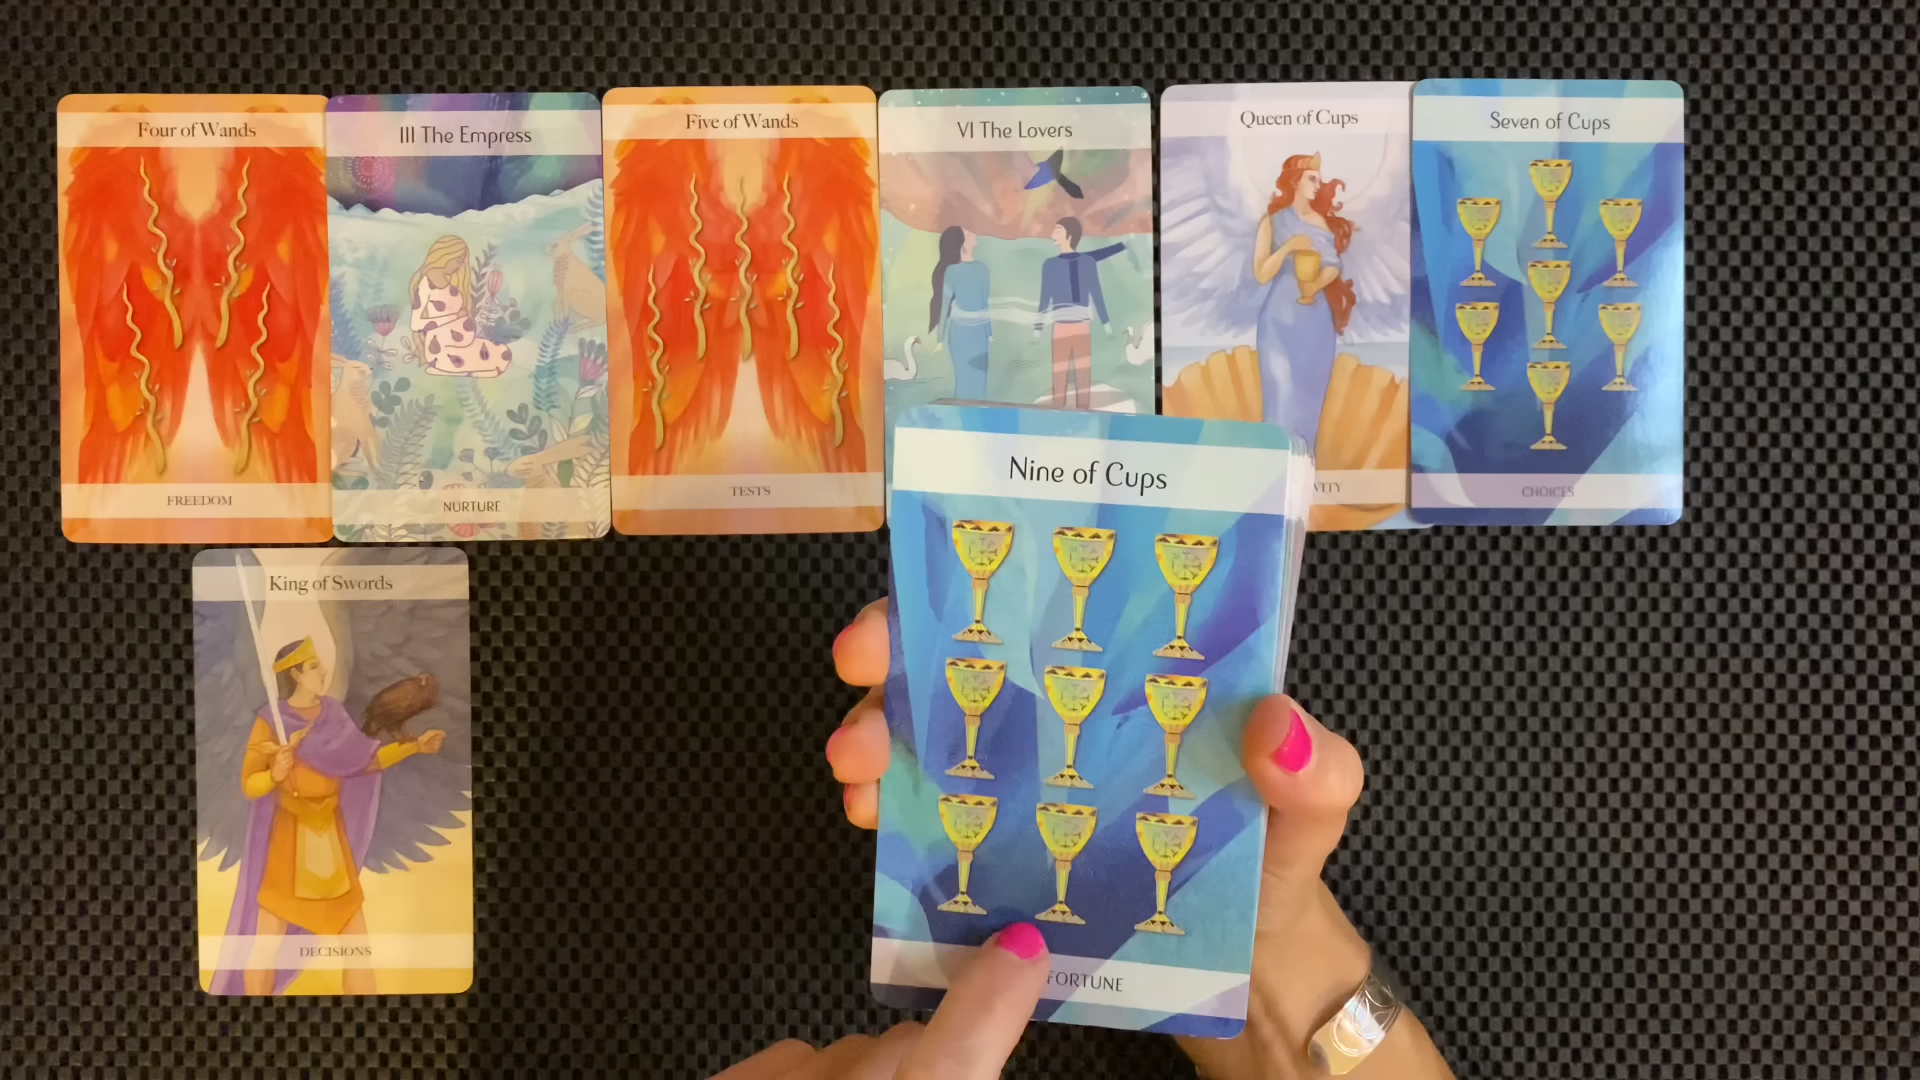 Four of Wands
FREEDOM
III The Empress
NURTURE
Five of Wands
TESTS
VI The Lovers
Queen of Cups
Seven of Cups
CHOICES
King of Swords
DECISIONS
Nine of Cups
FORTUNE